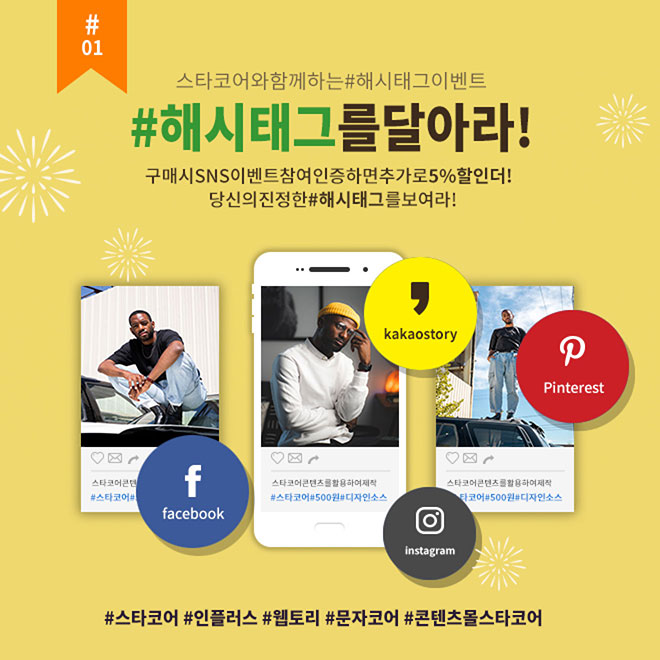 #
01
스타코어와함께하는#해시태그이벤트
#해시태그를달아라!
구매시SNS이벤트참여인증하면추가로5%할인더!
당신의진정한#해시태그를보여라!
kakaostory
Pinterest
스타코어콘텐츠를
#스타코어#5
facebook
스타코어콘텐츠를활용하여제작
#스타코어#500원#디자인소스
스타코어콘텐츠를활용하여제작
스타코어#500원#디자인소스
instagram
#스타코어 #인플러스 #웹토리 #문자코어 #콘텐츠몰스타코어